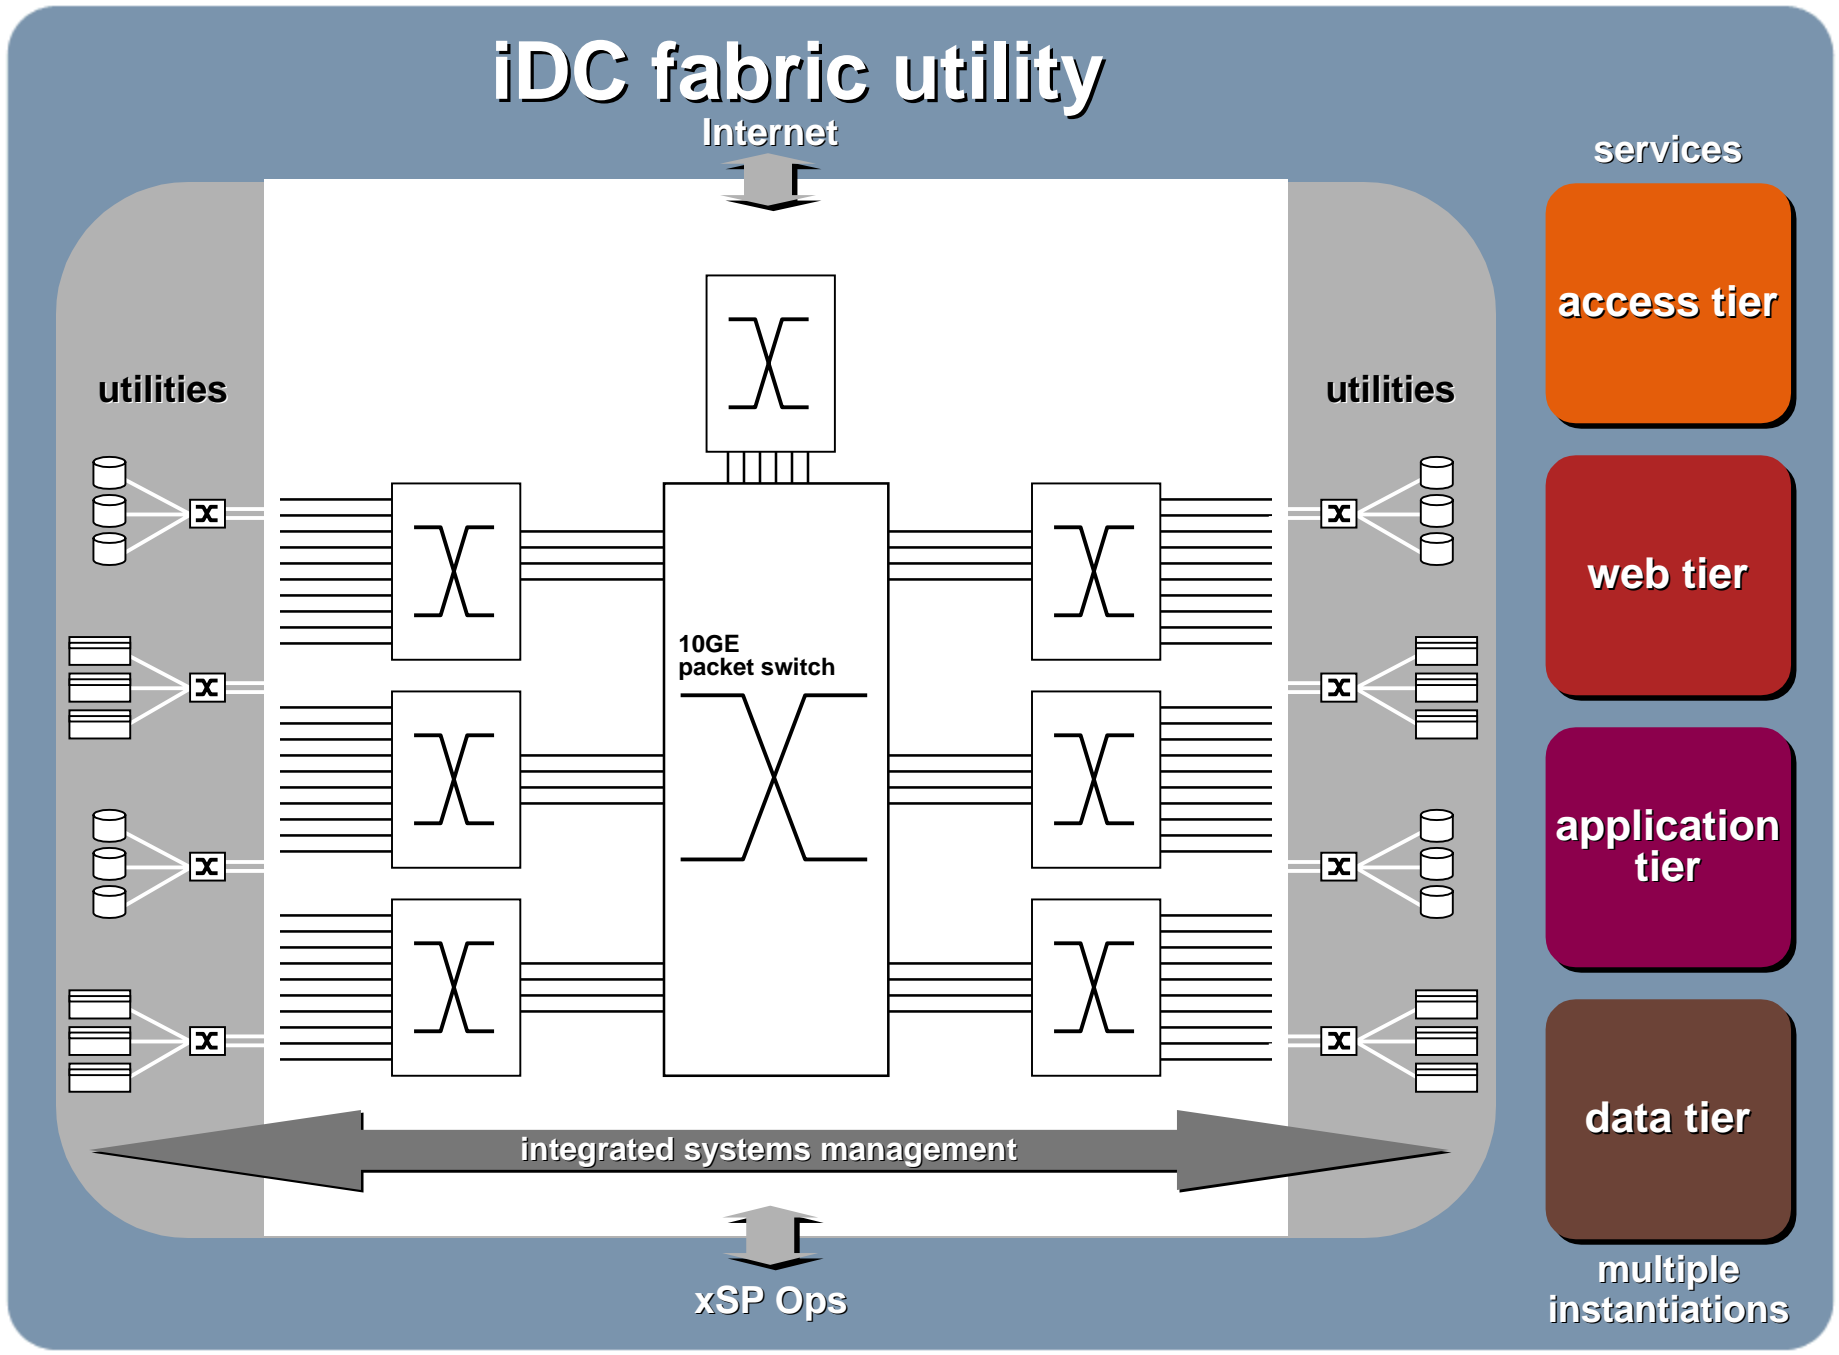 iDC fabric utility
Internet
services
access tier
utilities
utilities
web tier
10GE
packet switch
application
tier
data tier
integrated systems management
multiple
instantiations
xSP Ops